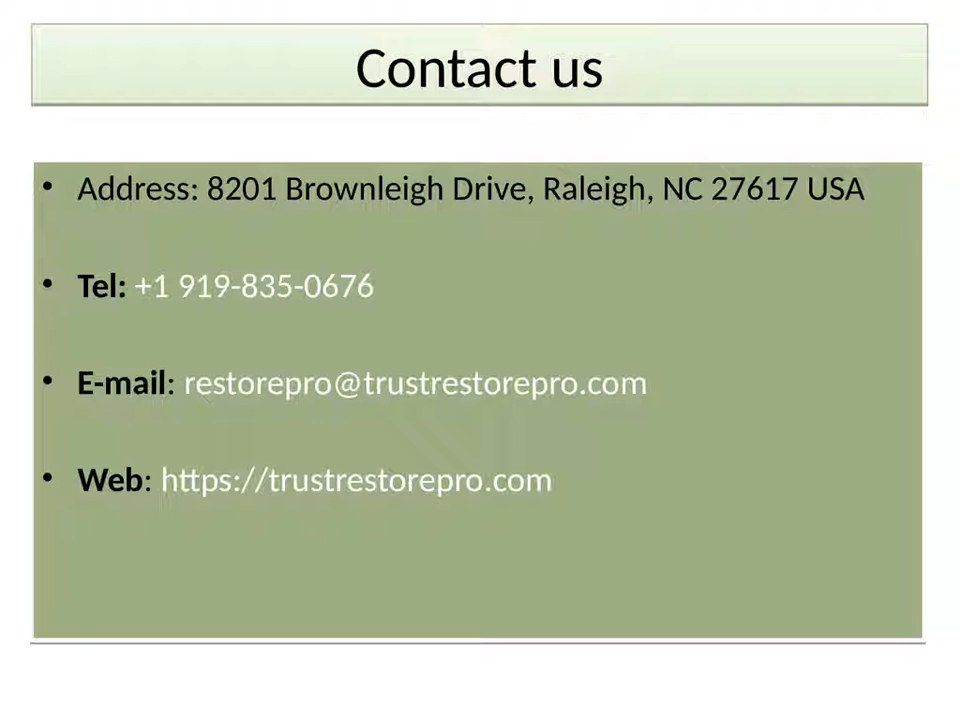 Contact us
• Address: 8201 Brownleigh Drive, Raleigh, NC 27617 USA
• Tel: +1 919-835-0676
• E-mail: restorepro@trustrestorepro.com
• Web: https://trustrestorepro.com